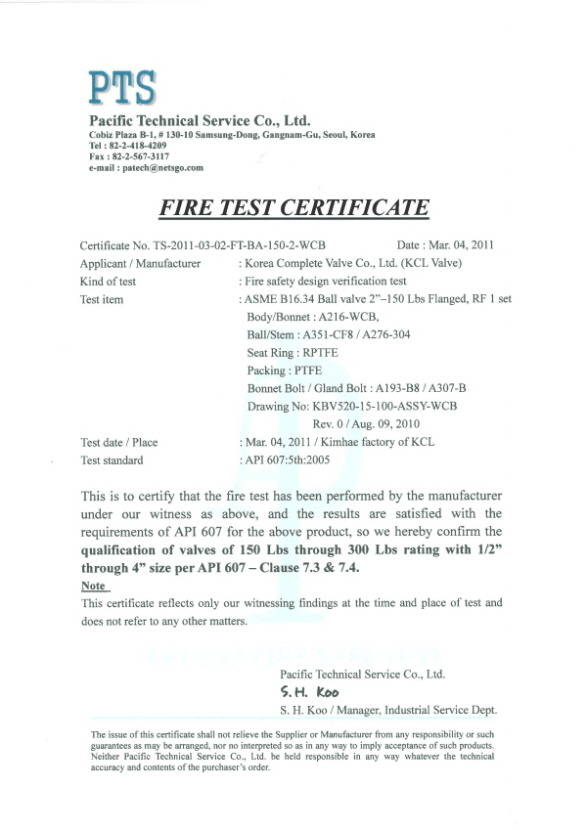 PTS
Pacific Technical Service Co., Ltd.
Cobiz Plaza B-1, # 130-10 Samsung-Dong, Gangnam-Gu, Seoul, Korea
Tel : 82-2-418-4209
Fax : 82-2-567-3117
e-mail : patech@netsgo.com
FIRE TEST CERTIFICATE
Certificate No. TS-2011-03-02-FT-BA-150-2-WCB Date : Mar. 04, 2011
Applicant / Manufacturer : Korea Complete Valve Co., Ltd. (KCL Valve)
Kind of test : Fire safety design verification test
Test item : ASME B16.34 Ball valve 2”–150 Lbs Flanged, RF 1 set
Body/Bonnet : A216-WCB,
Ball/Stem : A351-CF8 / A276-304
Seat Ring : RPTFE
Packing : PTFE
Bonnet Bolt / Gland Bolt : A193-B8 / A307-B
Drawing No: KBV520-15-100-ASSY-WCB
Rev. 0 / Aug. 09, 2010
Test date / Place : Mar. 04, 2011 / Kimhae factory of KCL
Test standard : API 607:5th:2005
This is to certify that the fire test has been performed by the manufacturer
under our witness as above, and the results are satisfied with the
requirements of API 607 for the above product, so we hereby confirm the
qualification of valves of 150 Lbs through 300 Lbs rating with 1/2”
through 4” size per API 607 – Clause 7.3 & 7.4.
Note
This certificate reflects only our witnessing findings at the time and place of test and
does not refer to any other matters.
Pacific Technical Service Co., Ltd.
S. H. Koo
S. H. Koo / Manager, Industrial Service Dept.
The issue of this certificate shall not relieve the Supplier or Manufacturer from any responsibility or such
guarantees as may be arranged, nor no interpreted so as in any way to imply acceptance of such products.
Neither Pacific Technical Service Co., Ltd. be held responsible in any way whatever the technical
accuracy and contents of the purchaser's order.